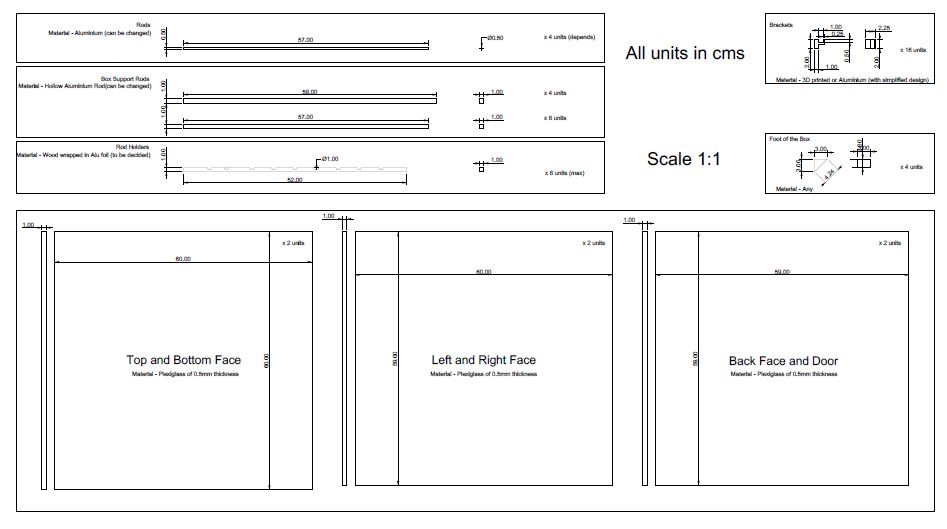 Rods
Material - Aluminium (can be changed)
0.50
57.00
Ø0.50
x 4 units (depends)
Box Support Rods
Material - Hollow Aluminium Rod(can be changed)
1.00
59.00
1.00
x 4 units
1.00
57.00
1.00
x 6 units
Rod Holders
Material - Wood wrapped in Alu foil (to be decided)
Ø1.00
52.00
1.00
x 6 units (max)
All units in cms
Scale 1:1
Brackets
1.00
0.25
2.25
2.00
0.50
2.00
1.00
x 16 units
Material - 3D printed or Aluminium (with simplified design)
Foot of the Box
3.00
3.00
4.24
x 4 units
Material - Any
1.00
x 2 units
60.00
60.00
Top and Bottom Face
Material - Plexiglass of 0.5mm thickness
1.00
x 2 units
60.00
59.00
Left and Right Face
Material - Plexiglass of 0.5mm thickness
1.00
x 2 units
59.00
59.00
Back Face and Door
Material - Plexiglass of 0.5mm thickness